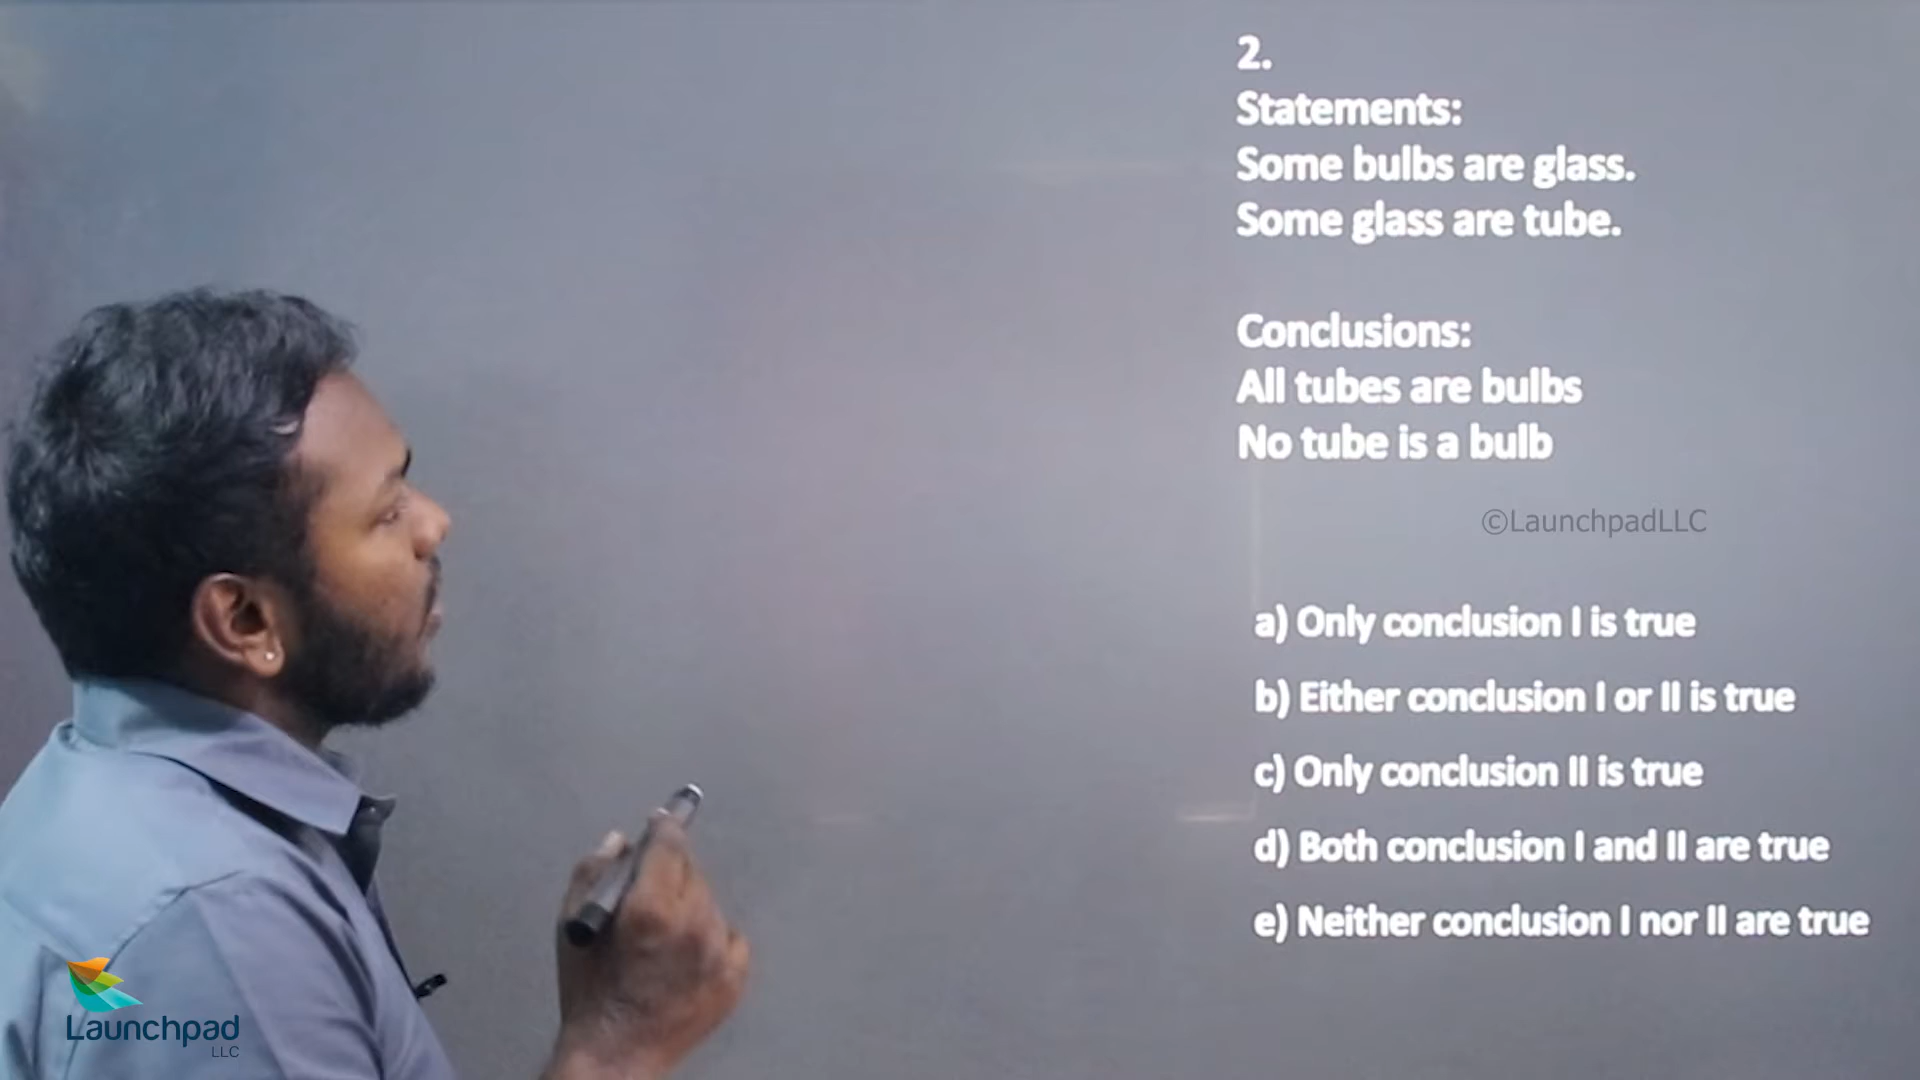 2.
Statements:
Some bulbs are glass.
Some glass are tube.
Conclusions:
All tubes are bulbs
No tube is a bulb
©LaunchpadLLC
a) Only conclusion I is true
b) Either conclusion I or II is true
c) Only conclusion II is true
d) Both conclusion I and II are true
e) Neither conclusion I nor II are true
Launchpad
LLC